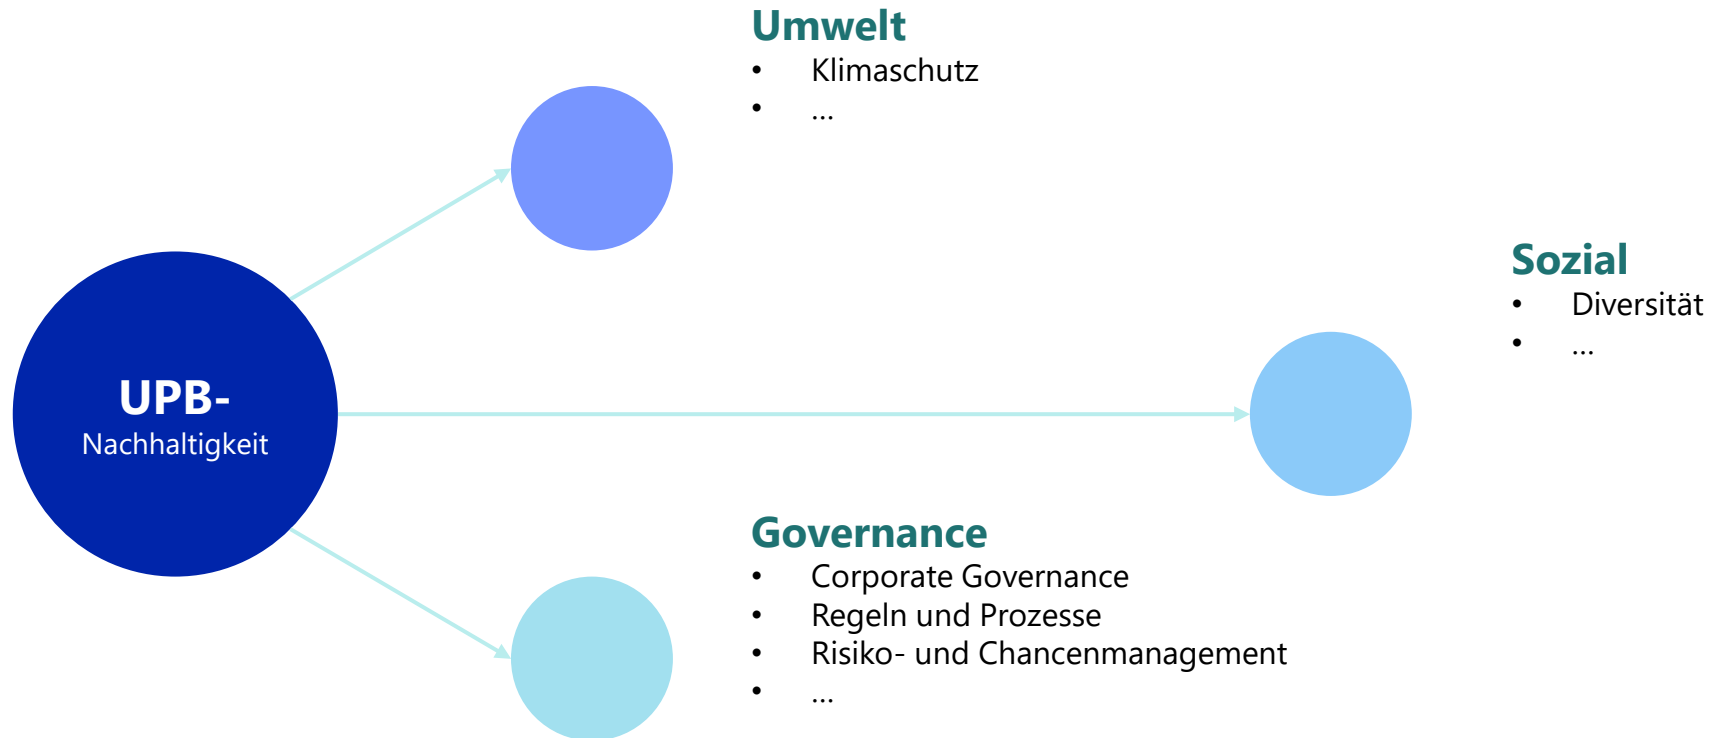 Umwelt
• Klimaschutz
• ...
Sozial
• Diversität
• ...
UPB-
Nachhaltigkeit
Governance
• Corporate Governance
• Regeln und Prozesse
• Risiko- und Chancenmanagement
• ...